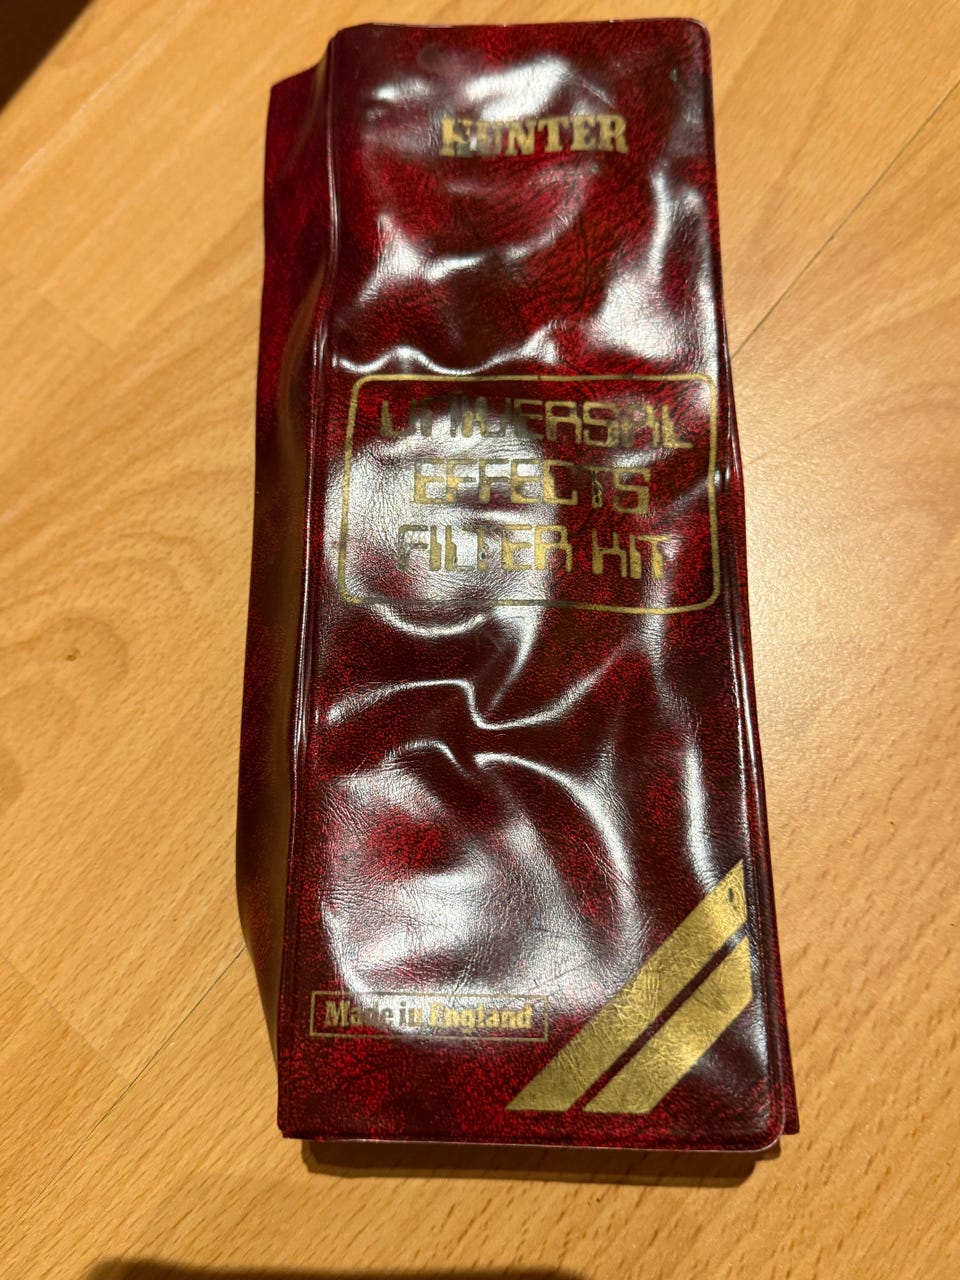 HUNTER
UNIVERSAL
EFFECTS
FILTER KIT
Made in England